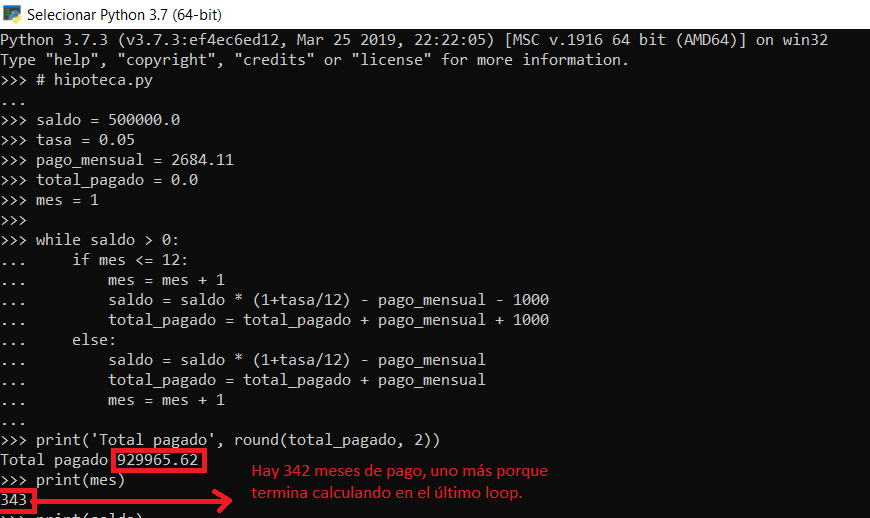 Selecionar Python 3.7 (64-bit)
Python 3.7.3 (v3.7.3:ef4ec6ed12, Mar 25 2019, 22:22:05) [MSC v.1916 64 bit (AMD64)] on win32
Type "help", "copyright", "credits" or "license" for more information.
>>> # hipoteca.py
...
>>> saldo = 500000.0
>>> tasa = 0.05
>>> pago_mensual = 2684.11
>>> total_pagado = 0.0
>>> mes = 1
>>>
>>> while saldo > 0:
...     if mes <= 12:
...         mes = mes + 1
...         saldo = saldo * (1+tasa/12) - pago_mensual - 1000
...         total_pagado = total_pagado + pago_mensual + 1000
...     else:
...         saldo = saldo * (1+tasa/12) - pago_mensual
...         total_pagado = total_pagado + pago_mensual
...         mes = mes + 1
...
>>> print('Total pagado', round(total_pagado, 2))
Total pagado 929965.62
>>> print(mes)
343
Hay 342 meses de pago, uno más porque
termina calculando en el último loop.
>>> print(saldo)